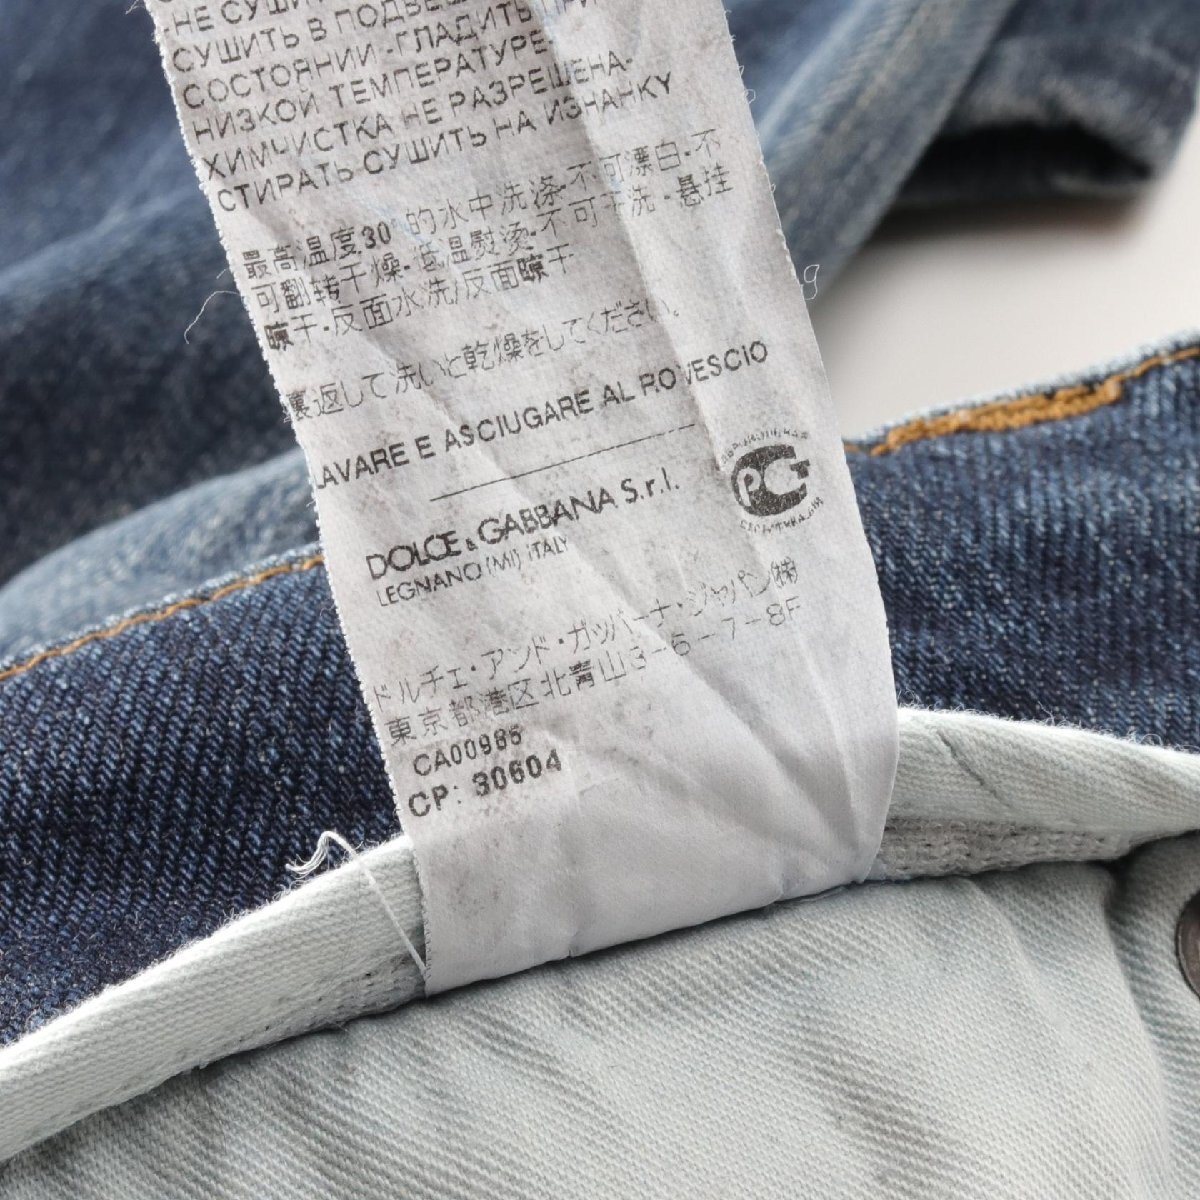 НЕ СУШИ
СУШИТЬ В ПОДВЕШ
СОСТОЯНИИ-ГЛАДИТЬ ПРИ
НИЗКОЙ ТЕМПЕРАТУРЕ-
ХИМЧИСТКА НЕ РАЗРЕШЕНА-
СТИРАТЬ СУШИТЬ НА ИЗНАНКУ
最高温度30°的水中洗涤-不可漂白-不
可翻转干燥-低温熨烫-不可干洗-悬挂
晾干-反面水洗/反面晾干
裏返して洗いと乾燥をしてください。
LAVARE E ASCIUGARE AL ROVESCIO
DOLCE & GABBANA S.r.l.
LEGNANO (MI) ITALY
ドルチェ・アンド・ガッバーナ・ジャパン㈱
東京都港区北青山3-6-7-8F
CA00986
CP: 30604